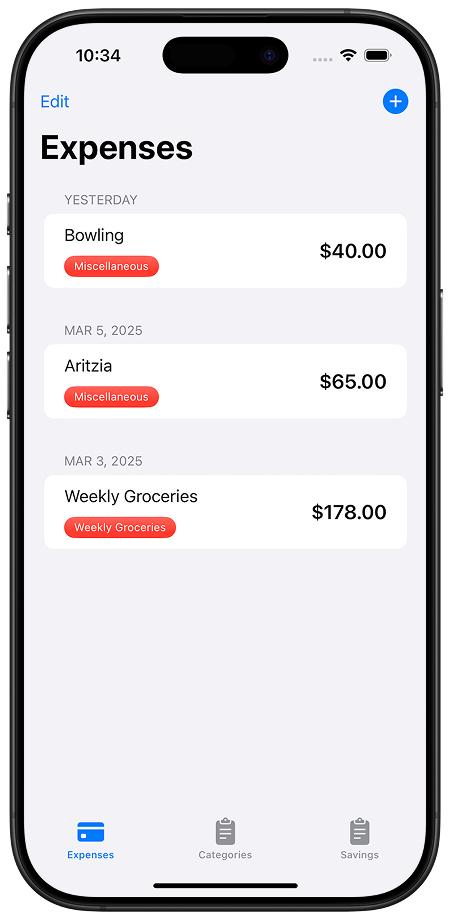 10:34
Edit
Expenses
YESTERDAY
Bowling
$40.00
Miscellaneous
MAR 5, 2025
Aritzia
$65.00
Miscellaneous
MAR 3, 2025
Weekly Groceries
$178.00
Weekly Groceries
Expenses Categories Savings